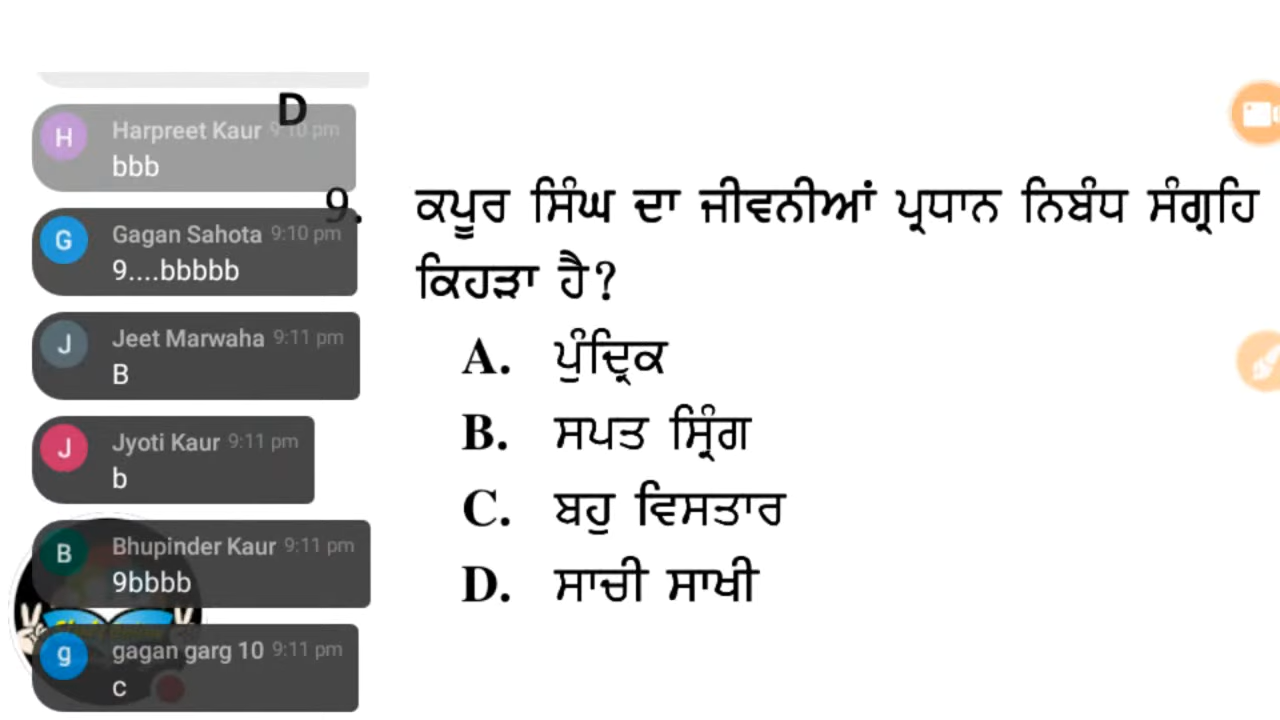 D
Harpreet Kaur 9:10 pm
bbb
9. ਕਪੂਰ ਸਿੰਘ ਦਾ ਜੀਵਨੀਆਂ ਪ੍ਰਧਾਨ ਨਿਬੰਧ ਸੰਗ੍ਰਹਿ
ਕਿਹੜਾ ਹੈ?
Gagan Sahota 9:10 pm
9....bbbbb
Jeet Marwaha 9:11 pm
B
Jyoti Kaur 9:11 pm
b
Bhupinder Kaur 9:11 pm
9bbbb
gagan garg 10 9:11 pm
c
A. ਪੁੰਦ੍ਰਿਕ
B. ਸਪਤ ਸ੍ਰਿੰਗ
C. ਬਹੁ ਵਿਸਤਾਰ
D. ਸਾਚੀ ਸਾਖੀ
H
G
J
J
B
g